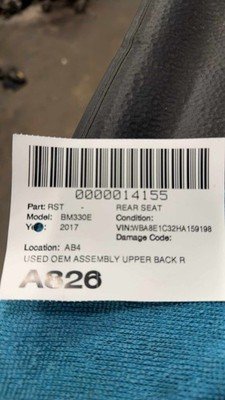 0000014155
Part: RST - REAR SEAT
Model: BM330E Condition:
Year: 2017 VIN:WBA8E1C32HA159198
Damage Code:
Location: AB4
USED OEM ASSEMBLY UPPER BACK R
A826